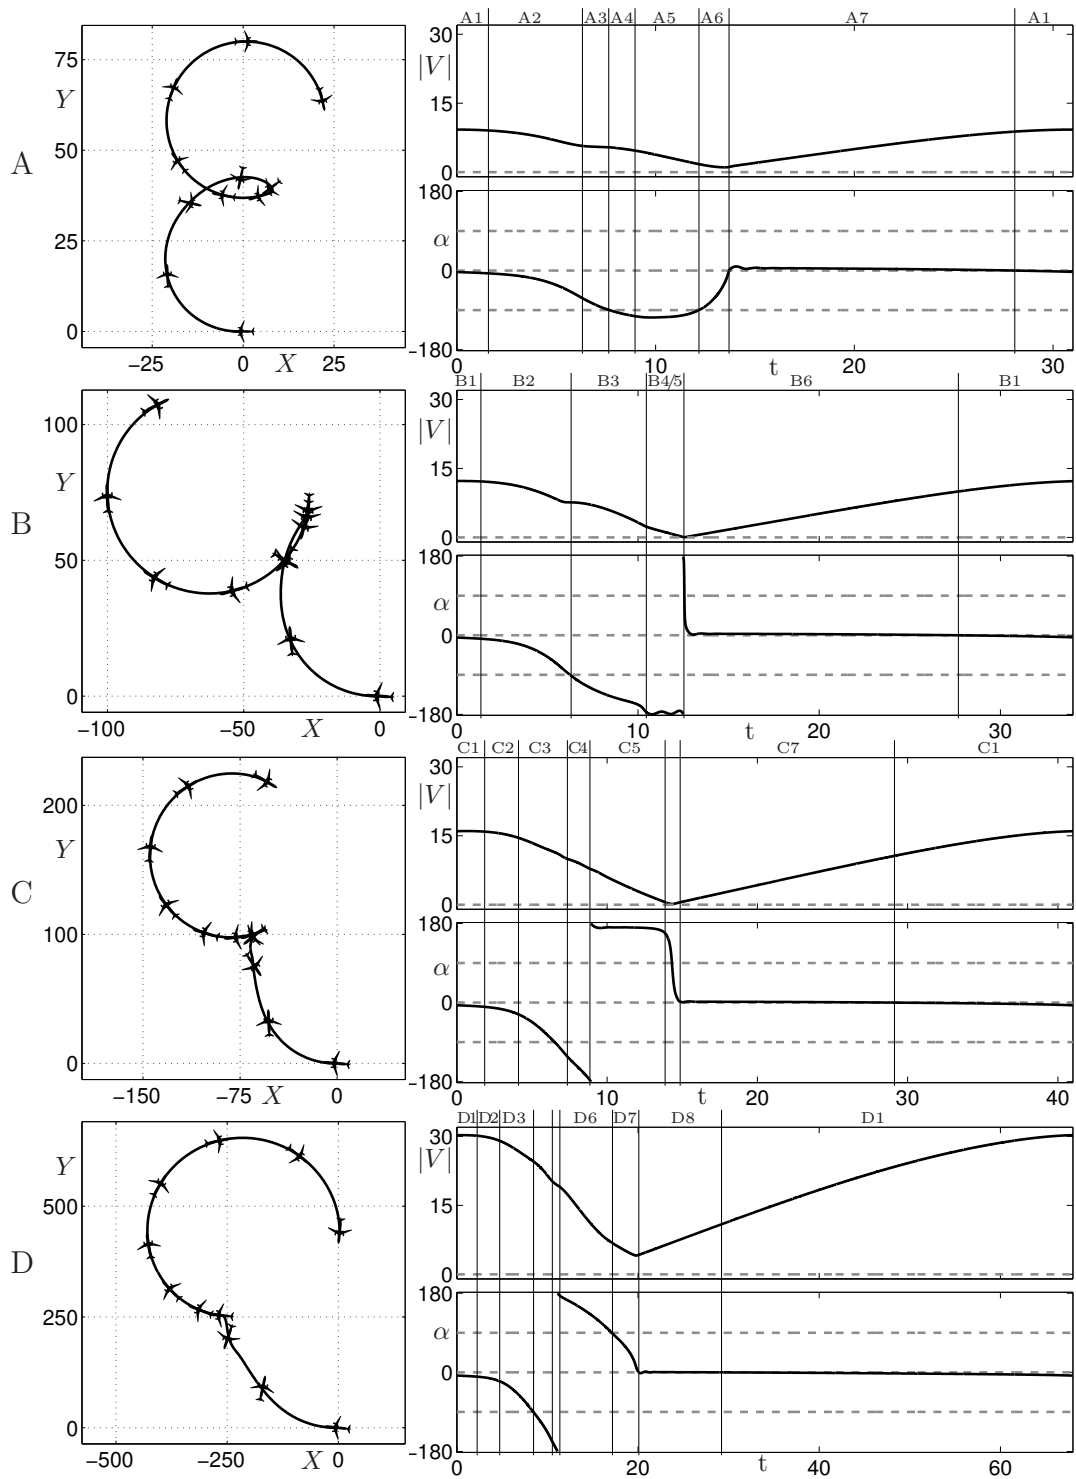 A1 A2 A3 A4 A5 A6 A7 A1
A
75
50
25
0
Y
−25 0 X 25
30
15
0
|V|
180
0
−180
α
0 10 t 20 30
B1 B2 B3 B4/5 B6 B1
B
100
50
0
Y
−100 −50 X 0
30
15
0
|V|
180
0
−180
α
0 10 t 20 30
C1 C2 C3 C4 C5 C7 C1
C
200
100
0
Y
−150 −75 X 0
30
15
0
|V|
180
0
−180
α
0 10 t 20 30 40
D1 D2 D3 D6 D7 D8 D1
D
500
250
0
Y
−500 −250 X 0
30
15
0
|V|
180
0
−180
α
0 20 t 40 60